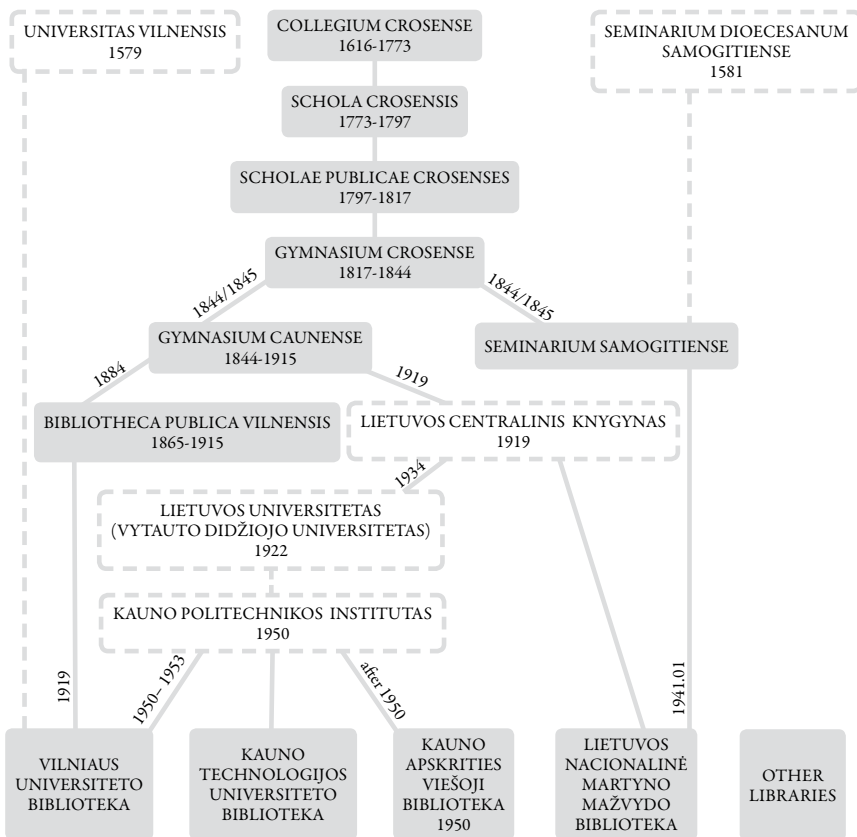 UNIVERSITAS VILNENSIS
1579
COLLEGIUM CROSENSE
1616-1773
SEMINARIUM DIOECESANUM
SAMOGITIENSE
1581
SCHOLA CROSENSIS
1773-1797
SCHOLAE PUBLICAE CROSENSES
1797-1817
GYMNASIUM CROSENSE
1817-1844
1844/1845
1844/1845
GYMNASIUM CAUNENSE
1844-1915
SEMINARIUM SAMOGITIENSE
1884
1919
BIBLIOTHECA PUBLICA VILNENSIS
1865-1915
LIETUVOS CENTRALINIS KNYGYNAS
1919
1934
LIETUVOS UNIVERSITETAS
(VYTAUTO DIDŽIOJO UNIVERSITETAS)
1922
KAUNO POLITECHNIKOS INSTITUTAS
1950
1919
1950– 1953
after 1950
1941.01
VILNIAUS
UNIVERSITETO
BIBLIOTEKA
KAUNO
TECHNOLOGIJOS
UNIVERSITETO
BIBLIOTEKA
KAUNO
APSKRITIES
VIEŠOJI
BIBLIOTEKA
1950
LIETUVOS
NACIONALINĖ
MARTYNO
MAŽVYDO
BIBLIOTEKA
OTHER
LIBRARIES